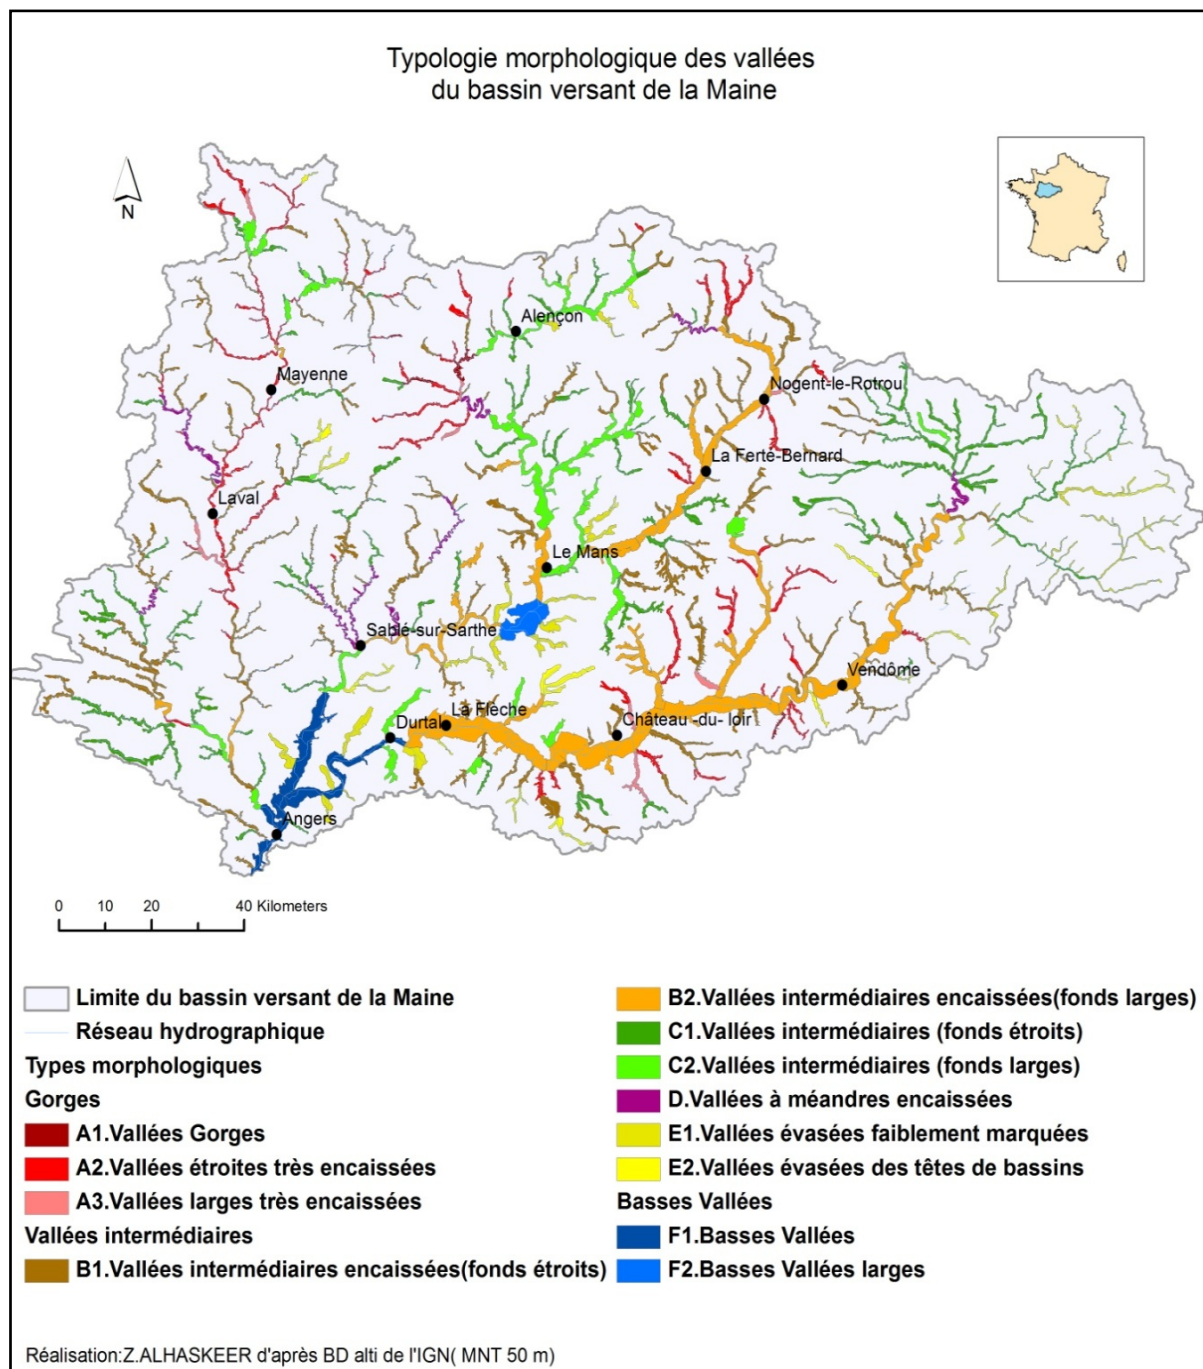 Typologie morphologique des vallées
du bassin versant de la Maine
N
Alençon
Mayenne
Nogent-le-Rotrou
La Ferté-Bernard
Laval
Le Mans
Sablé-sur-Sarthe
Vendôme
La Flèche
Durtal
Château -du- loir
Angers
0 10 20 40 Kilometers
Limite du bassin versant de la Maine
Réseau hydrographique
Types morphologiques
Gorges
A1.Vallées Gorges
A2.Vallées étroites très encaissées
A3.Vallées larges très encaissées
Vallées intermédiaires
B1.Vallées intermédiaires encaissées(fonds étroits)
B2.Vallées intermédiaires encaissées(fonds larges)
C1.Vallées intermédiaires (fonds étroits)
C2.Vallées intermédiaires (fonds larges)
D.Vallées à méandres encaissées
E1.Vallées évasées faiblement marquées
E2.Vallées évasées des têtes de bassins
Basses Vallées
F1.Basses Vallées
F2.Basses Vallées larges
Réalisation:Z.ALHASKEER d'après BD alti de l'IGN( MNT 50 m)